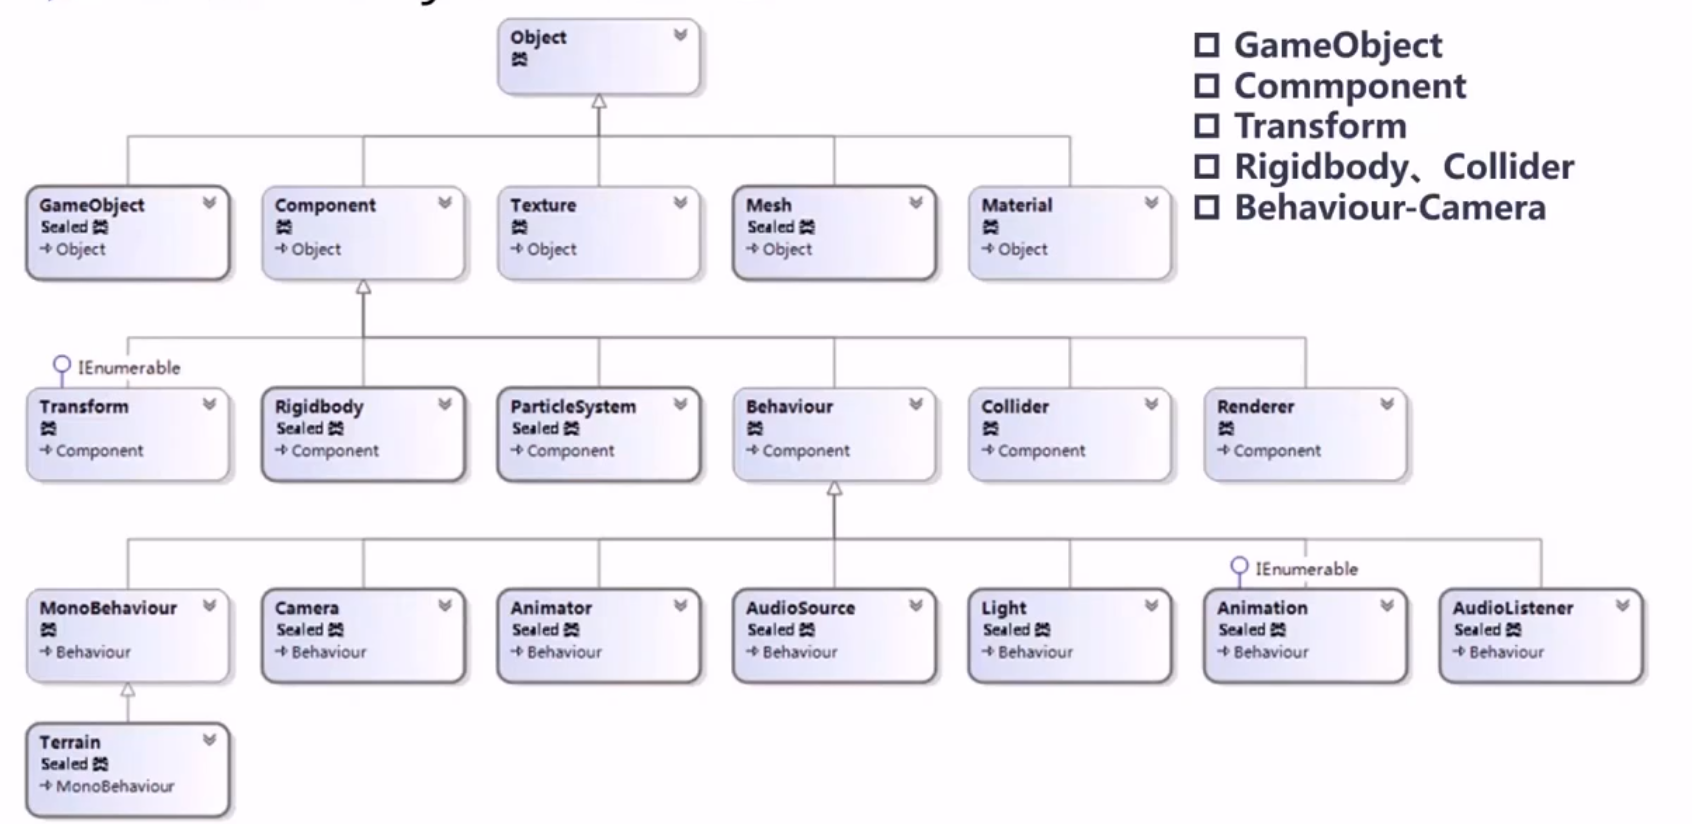 Object
GameObject
Commponent
Transform
Rigidbody、Collider
Behaviour-Camera
GameObject
Sealed
Object
Component
Object
Texture
Object
Mesh
Sealed
Object
Material
Object
IEnumerable
Transform
Component
Rigidbody
Sealed
Component
ParticleSystem
Sealed
Component
Behaviour
Component
Collider
Component
Renderer
Component
IEnumerable
MonoBehaviour
Behaviour
Camera
Sealed
Behaviour
Animator
Sealed
Behaviour
AudioSource
Sealed
Behaviour
Light
Sealed
Behaviour
Animation
Sealed
Behaviour
AudioListener
Sealed
Behaviour
Terrain
Sealed
MonoBehaviour